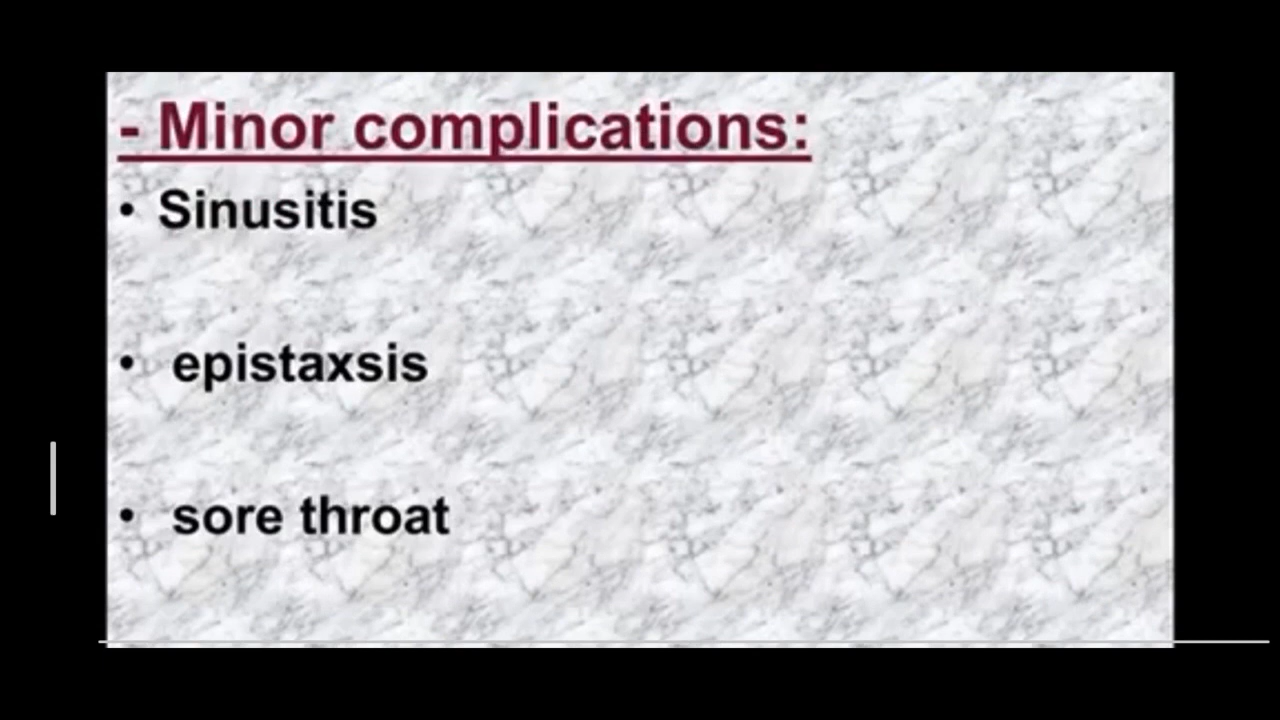 - Minor complications:
• Sinusitis
• epistaxsis
• sore throat